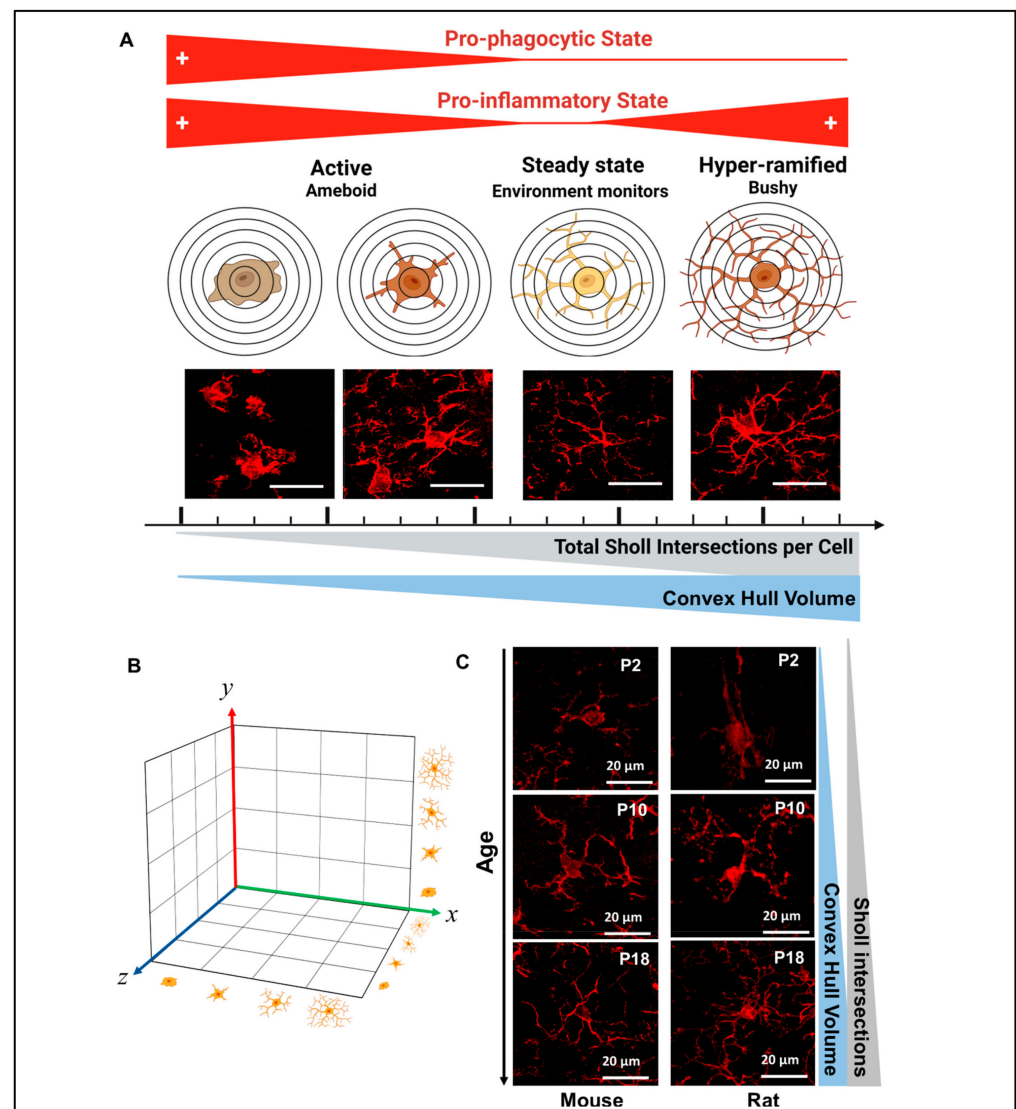 A
Pro-phagocytic State
+
Pro-inflammatory State
+ +
Active
Ameboid
Steady state
Environment monitors
Hyper-ramified
Bushy
Total Sholl Intersections per Cell
Convex Hull Volume
B
y
x
z
C
Age
P2
20 µm
P2
20 µm
P10
20 µm
P10
20 µm
P18
20 µm
P18
20 µm
Convex Hull Volume
Sholl intersections
Mouse
Rat